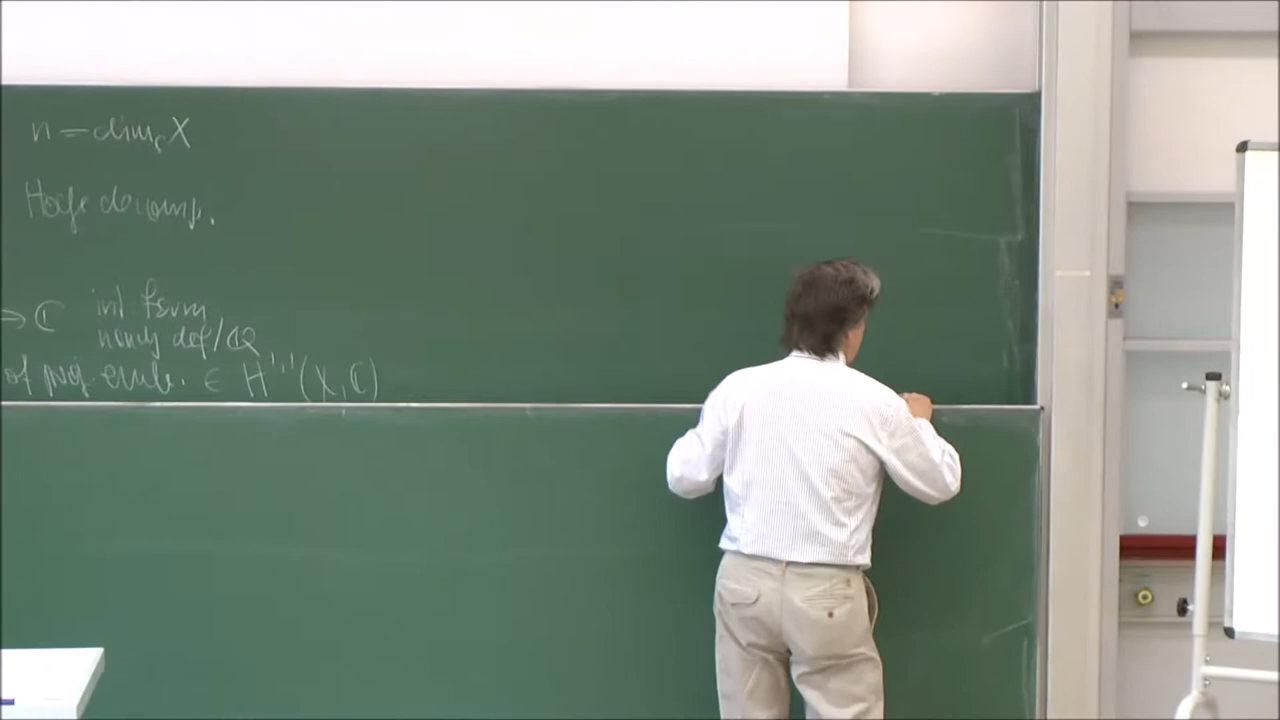 n = dim_C X
Hodge decomp.
→ ℂ int form
nondeg def/ℚ
of proj. emb. ∈ H^{1,1}(X, ℂ)